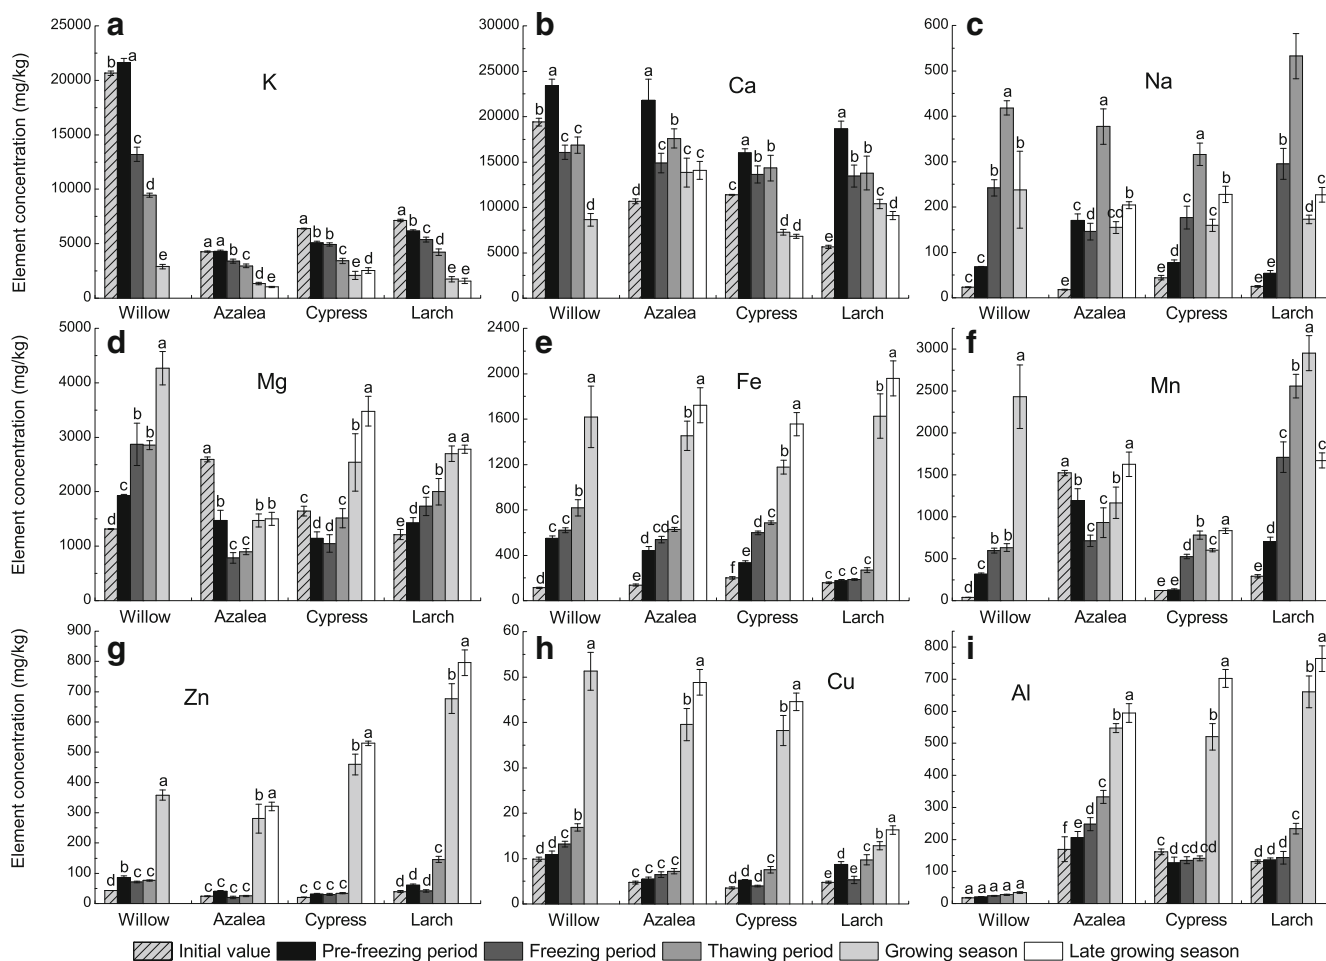 a
b
c
K
Ca
Na
Element concentration (mg/kg)
25000
20000
15000
10000
5000
0
b a c d e
a a b c d e
a b b c e d
a b c d e e
Willow Azalea Cypress Larch
30000
25000
20000
15000
10000
5000
0
b a c c d
d a c b c c
c a b b d d
e a b b c d
Willow Azalea Cypress Larch
600
500
400
300
200
100
0
c c b a b
e c d a cd b
e d c a c b
e e b a d c
Willow Azalea Cypress Larch
d
e
f
Mg
Fe
Mn
Element concentration (mg/kg)
5000
4000
3000
2000
1000
0
d c b b a
a b c c b b
c d d c b a
e d c b a a
Willow Azalea Cypress Larch
2400
2000
1600
1200
800
400
0
d c c b a
e d cd c b a
f e d c b a
c c c c b a
Willow Azalea Cypress Larch
3000
2500
2000
1500
1000
500
0
d c b b a
a b d c b a
e e d b c a
e d c b a c
Willow Azalea Cypress Larch
g
h
i
Zn
Cu
Al
Element concentration (mg/kg)
900
800
700
600
500
400
300
200
100
0
d b c c a
c c c c b a
c c c c b a
d d d c b a
Willow Azalea Cypress Larch
60
50
40
30
20
10
0
d d c b a
c c c c b a
d d d c b a
d c d c b a
Willow Azalea Cypress Larch
800
700
600
500
400
300
200
100
0
a a a a a
f e d c b a
c d cd cd b a
d d d c b a
Willow Azalea Cypress Larch
Initial value Pre-freezing period Freezing period Thawing period Growing season Late growing season